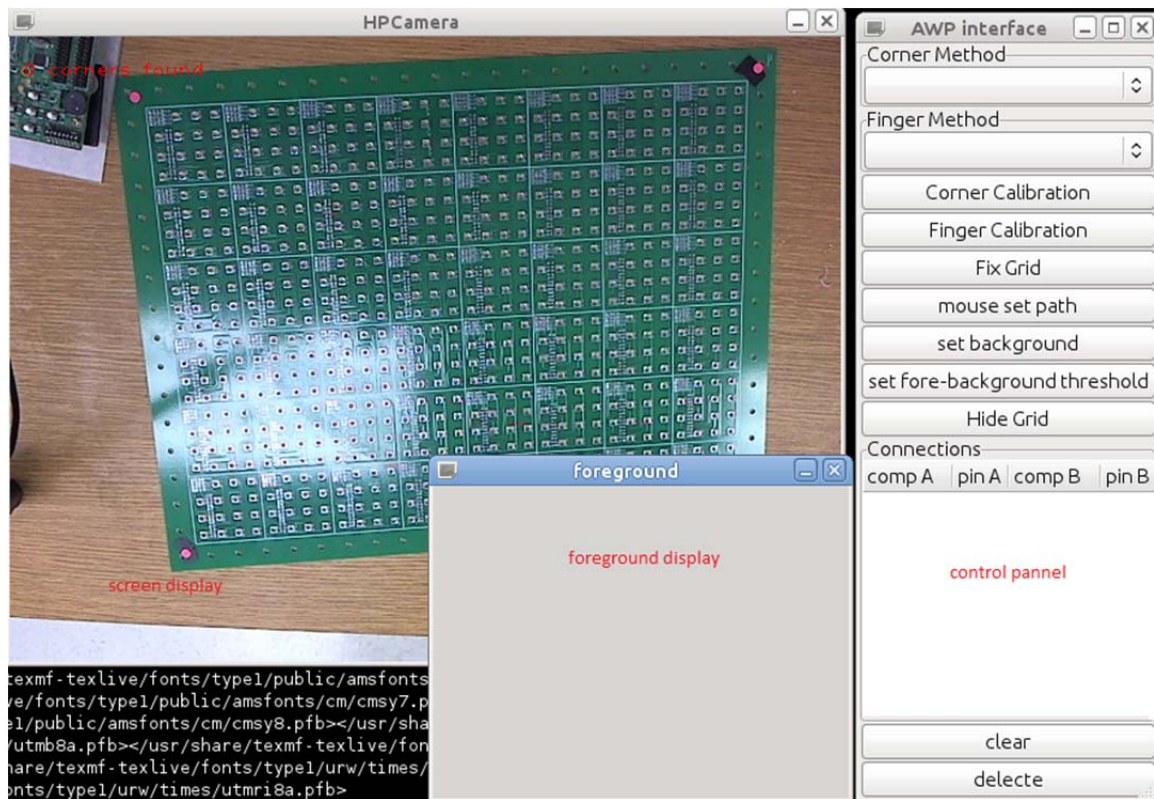 HPCamera
0 corners found
screen display
foreground
foreground display
texmf-texlive/fonts/type1/public/amsfonts
ve/fonts/type1/public/amsfonts/cm/cmsy7.p
e1/public/amsfonts/cm/cmsy8.pfb></usr/sha
/utmb8a.pfb></usr/share/texmf-texlive/fon
hare/texmf-texlive/fonts/type1/urw/times/
onts/type1/urw/times/utmri8a.pfb>
AWP interface
Corner Method
Finger Method
Corner Calibration
Finger Calibration
Fix Grid
mouse set path
set background
set fore-background threshold
Hide Grid
Connections
comp A pin A comp B pin B
control pannel
clear
delecte